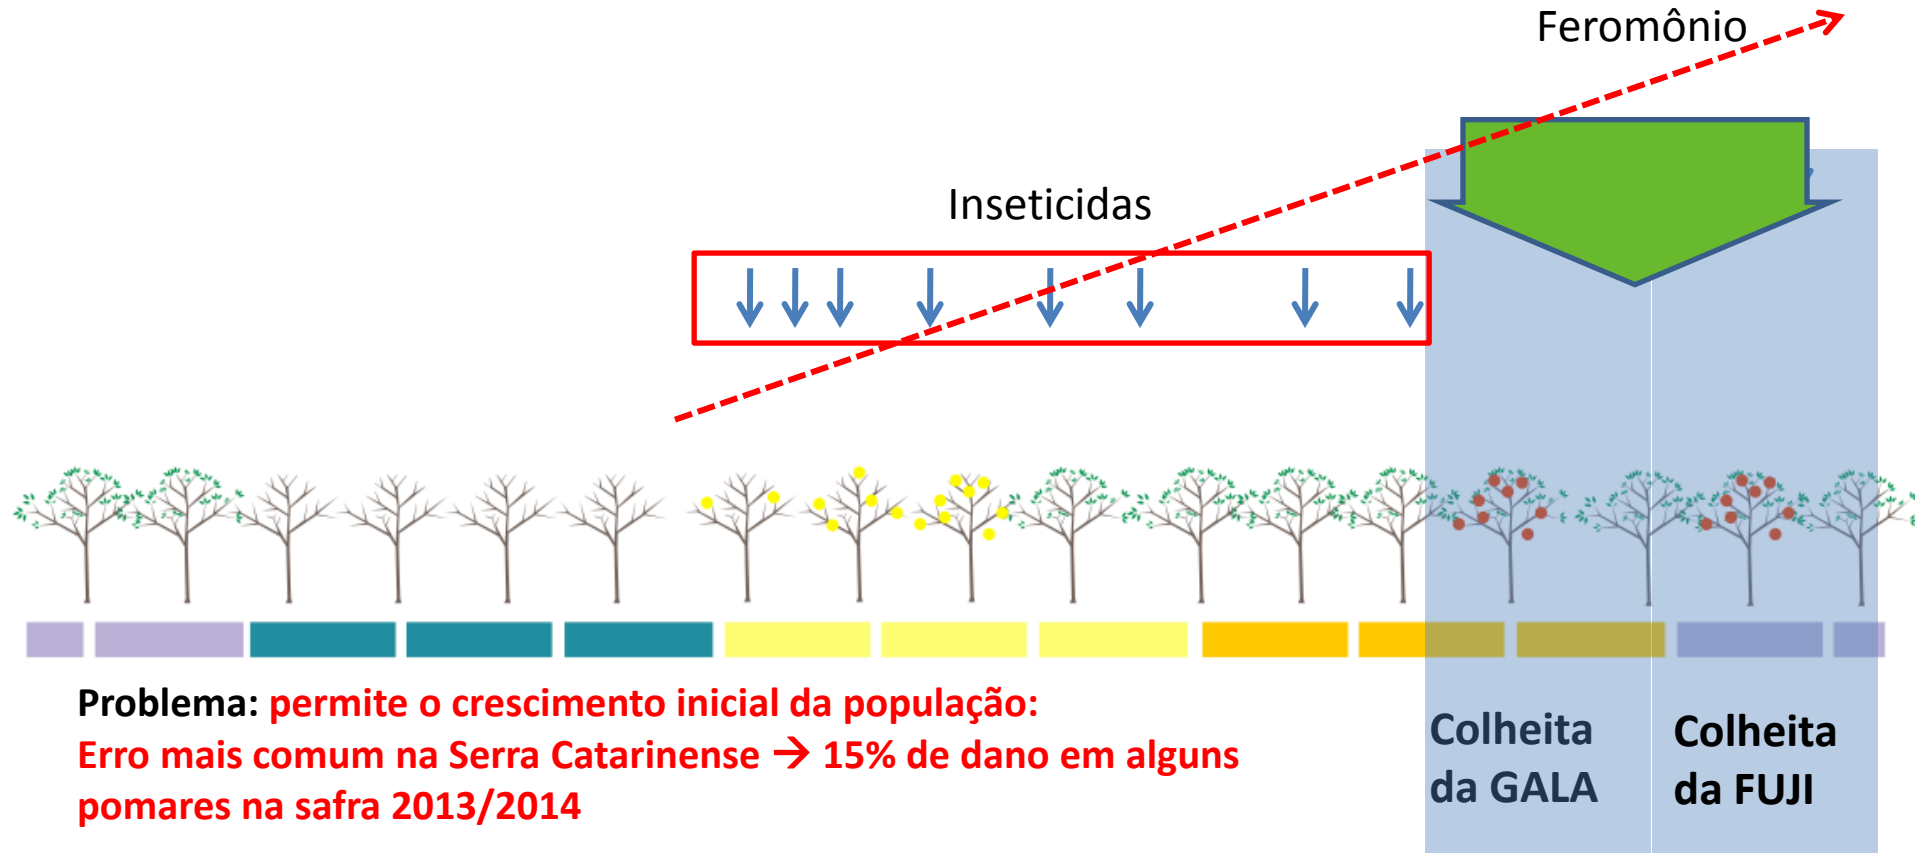 Feromônio
Inseticidas
Problema: permite o crescimento inicial da população:
Erro mais comum na Serra Catarinense → 15% de dano em alguns
pomares na safra 2013/2014
Colheita
da GALA
Colheita
da FUJI